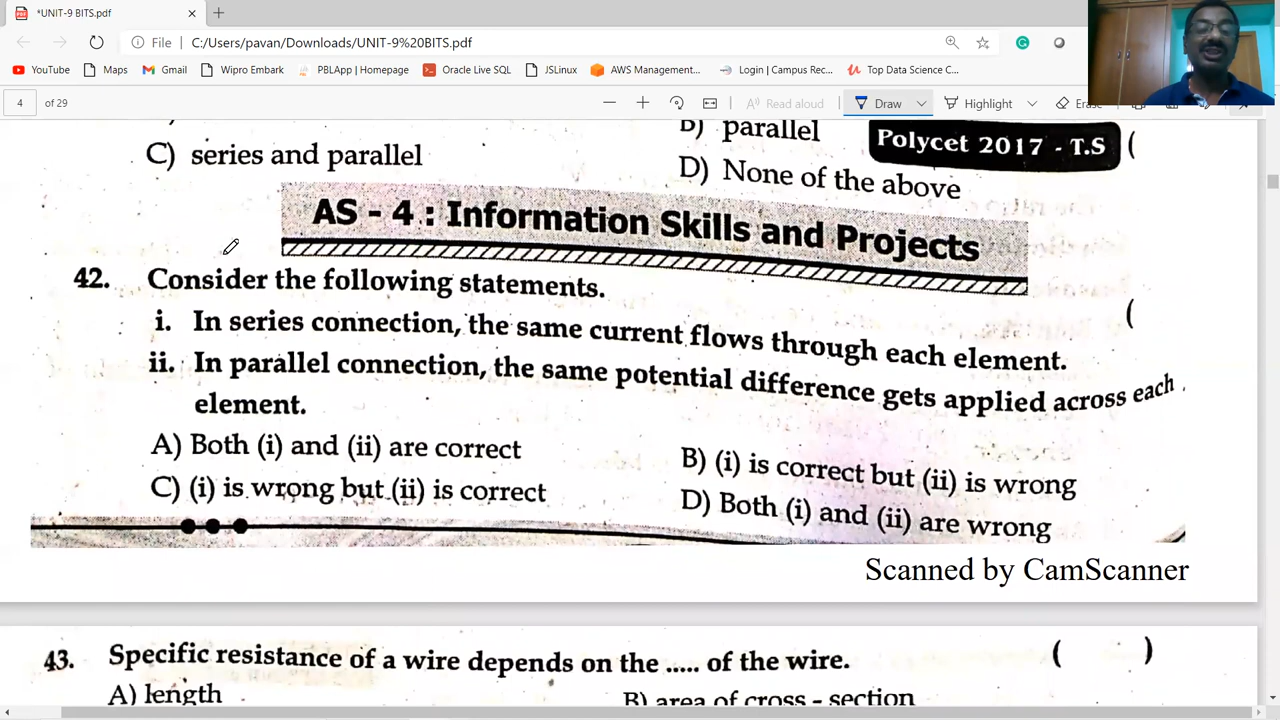 *UNIT-9 BITS.pdf
File C:/Users/pavan/Downloads/UNIT-9%20BITS.pdf
YouTube Maps Gmail Wipro Embark PBLApp | Homepage Oracle Live SQL JSLinux AWS Management... Login | Campus Rec... Top Data Science C...
4 of 29 Read aloud Draw Highlight Erase
B) parallel
Polycet 2017 - T.S (
C) series and parallel
D) None of the above
AS - 4 : Information Skills and Projects
42. Consider the following statements. (
i. In series connection, the same current flows through each element.
ii. In parallel connection, the same potential difference gets applied across each
element.
A) Both (i) and (ii) are correct
B) (i) is correct but (ii) is wrong
C) (i) is wrong but (ii) is correct
D) Both (i) and (ii) are wrong
Scanned by CamScanner
43. Specific resistance of a wire depends on the ..... of the wire. ( )
A) length
B) area of cross - section